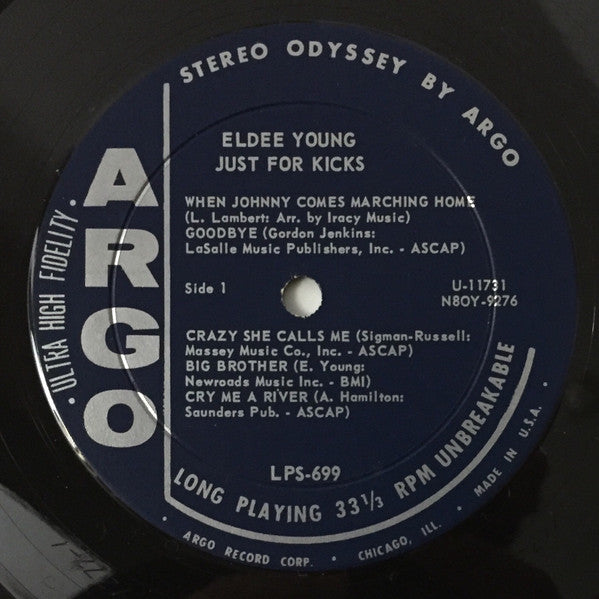 STEREO ODYSSEY BY ARGO
ARGO
· ULTRA HIGH FIDELITY ·
ELDEE YOUNG
JUST FOR KICKS
WHEN JOHNNY COMES MARCHING HOME
(L. Lambert: Arr. by Iracy Music)
GOODBYE (Gordon Jenkins:
LaSalle Music Publishers, Inc. - ASCAP)
Side 1
U-11731
N8OY-9276
CRAZY SHE CALLS ME (Sigman-Russell:
Massey Music Co., Inc. - ASCAP)
BIG BROTHER (E. Young:
Newroads Music Inc. - BMI)
CRY ME A RIVER (A. Hamilton:
Saunders Pub. - ASCAP)
LPS-699
LONG PLAYING 33 1/3 RPM UNBREAKABLE
· ARGO RECORD CORP. · CHICAGO, ILL. · MADE IN U.S.A. ·